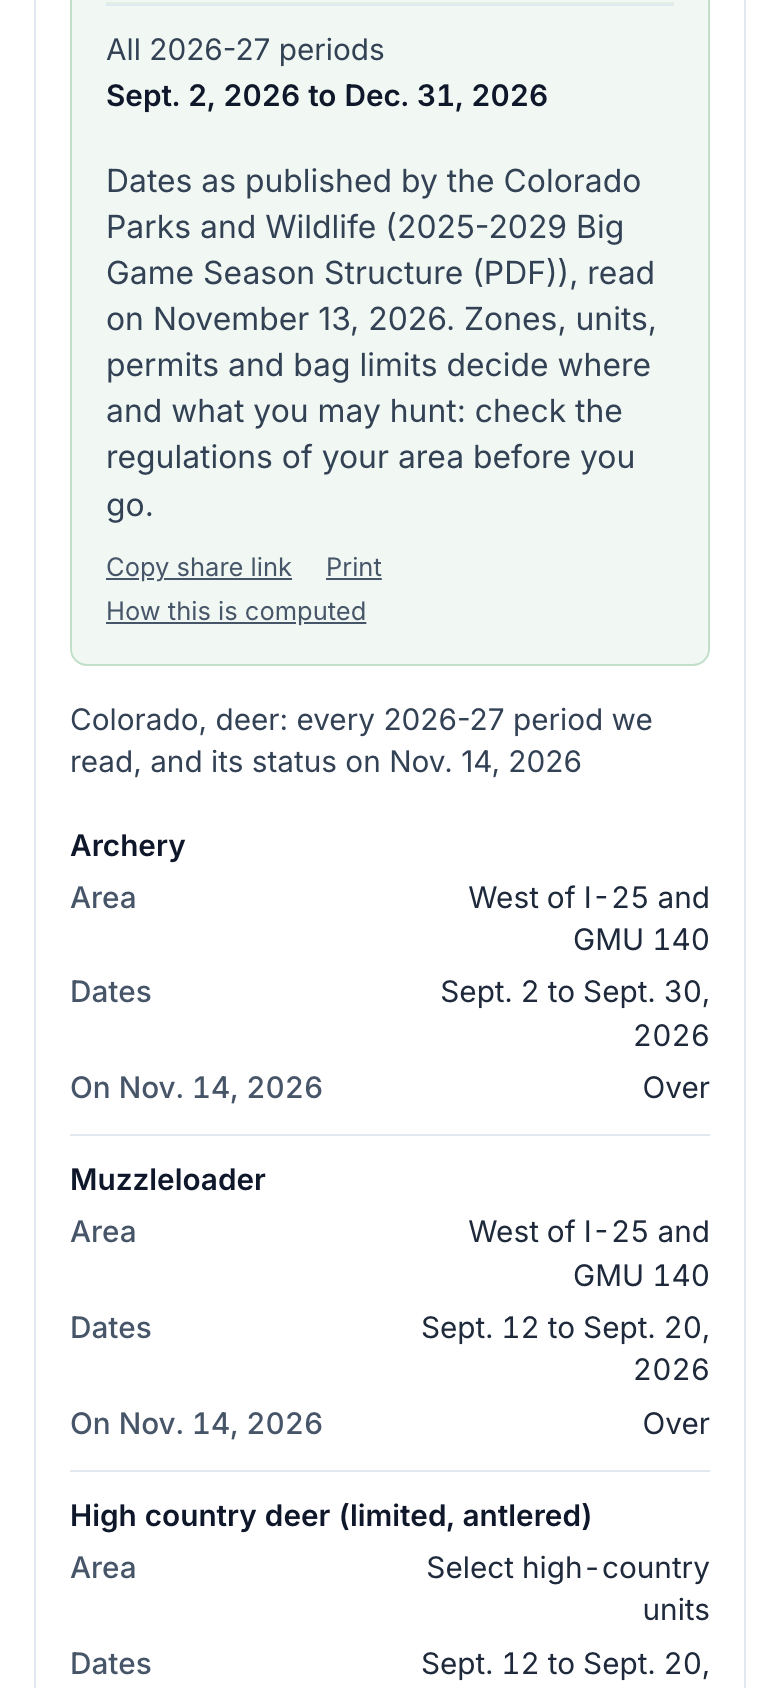 All 2026-27 periods
Sept. 2, 2026 to Dec. 31, 2026
Dates as published by the Colorado
Parks and Wildlife (2025-2029 Big
Game Season Structure (PDF)), read
on November 13, 2026. Zones, units,
permits and bag limits decide where
and what you may hunt: check the
regulations of your area before you
go.
Copy share link Print
How this is computed
Colorado, deer: every 2026-27 period we
read, and its status on Nov. 14, 2026
Archery
Area West of I-25 and
GMU 140
Dates Sept. 2 to Sept. 30,
2026
On Nov. 14, 2026 Over
Muzzleloader
Area West of I-25 and
GMU 140
Dates Sept. 12 to Sept. 20,
2026
On Nov. 14, 2026 Over
High country deer (limited, antlered)
Area Select high-country
units
Dates Sept. 12 to Sept. 20,